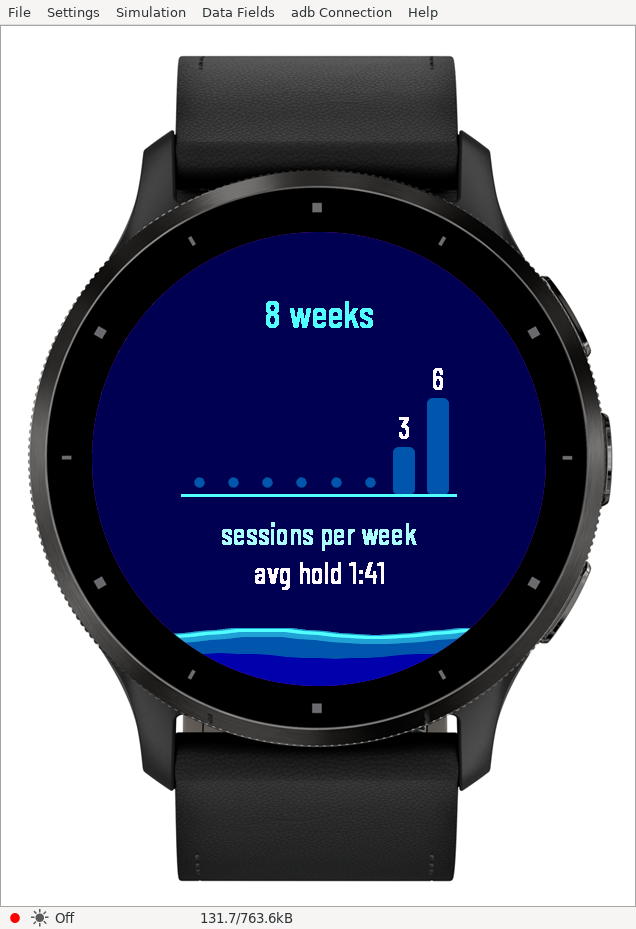 File Settings Simulation Data Fields adb Connection Help
8 weeks
6
3
sessions per week
avg hold 1:41
Off 131.7/763.6kB